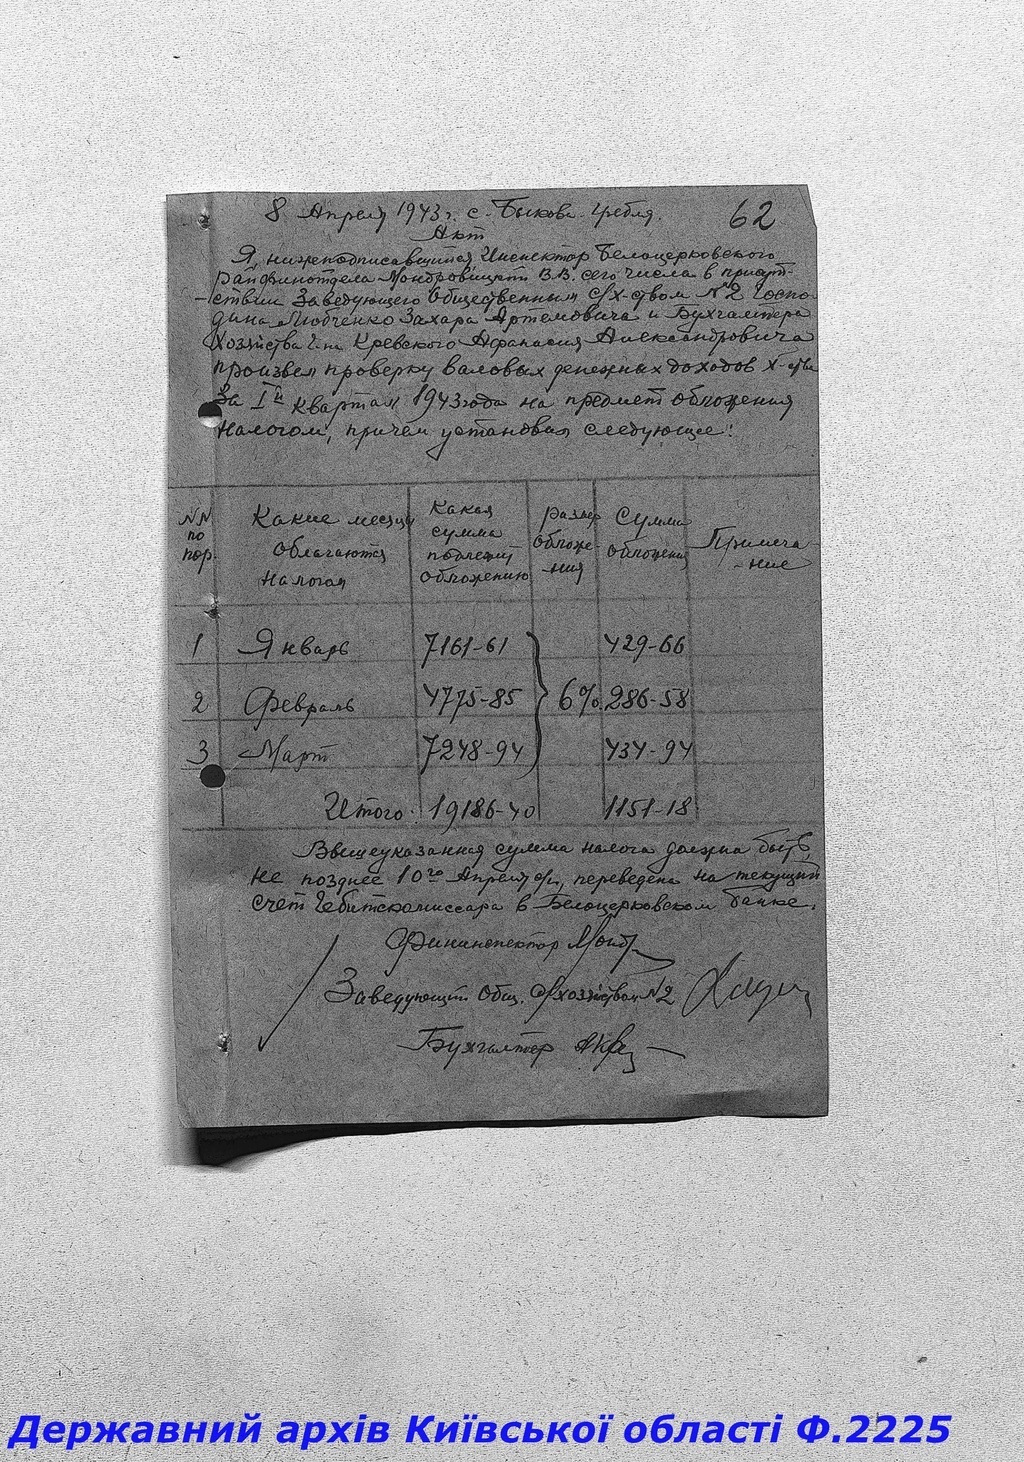 8 Апреля 1943 г. с. Быкова-Гребля.
62
Акт
Я, нижеподписавшийся Инспектор Белоцерковского
Райфинотдела В.В. сего числа в присут-
ствии Заведующего Общественным с/х-ством №2 Госпо-
дина Любченко Захара Артемовича и Бухгалтера
Хозяйства Г-на Кревского Афанасия Александровича
произвел проверку валовых денежных доходов х-ства
За Iй квартал 1943 года на предмет обложения
налогом, причем установил следующее:
№№ по пор.
Какие месяцы облагаются налогом
Какая сумма подлежит обложению
размер обложе-ния
Сумма обложения
Примеча-ние
1 Январь 7161-61 429-66
2 Февраль 4775-85 6% 286-58
3 Март 7248-94 434-94
Итого: 19186-40 1151-18
Вышеуказанная сумма налога должна быть
не позднее 10го Апреля с/г, переведена на текущий
счет Гебитскомиссара в Белоцерковском банке.
Фининспектор
Заведующий Общ. с/хозяйством №2
Бухгалтер
Державний архів Київської області Ф.2225